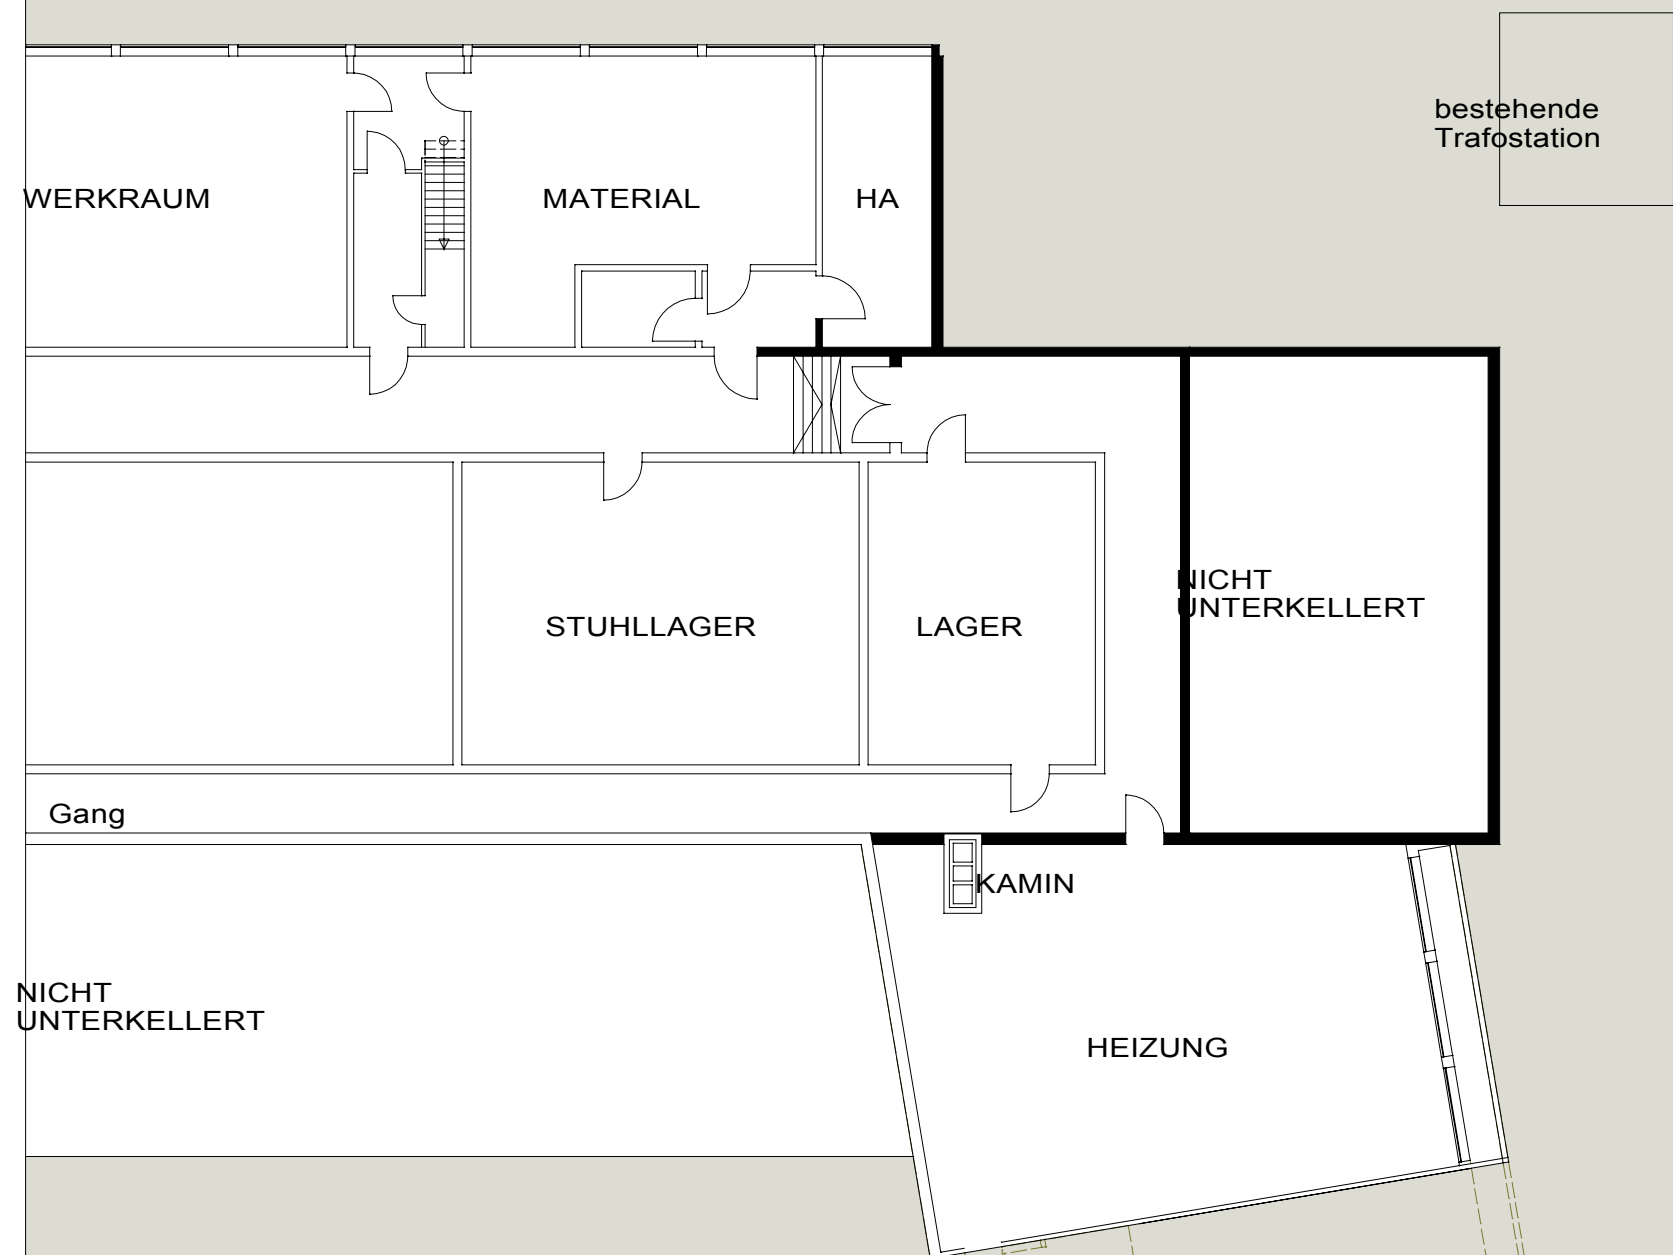 bestehende
Trafostation
WERKRAUM
MATERIAL
HA
NICHT
UNTERKELLERT
STUHLLAGER
LAGER
Gang
KAMIN
NICHT
UNTERKELLERT
HEIZUNG